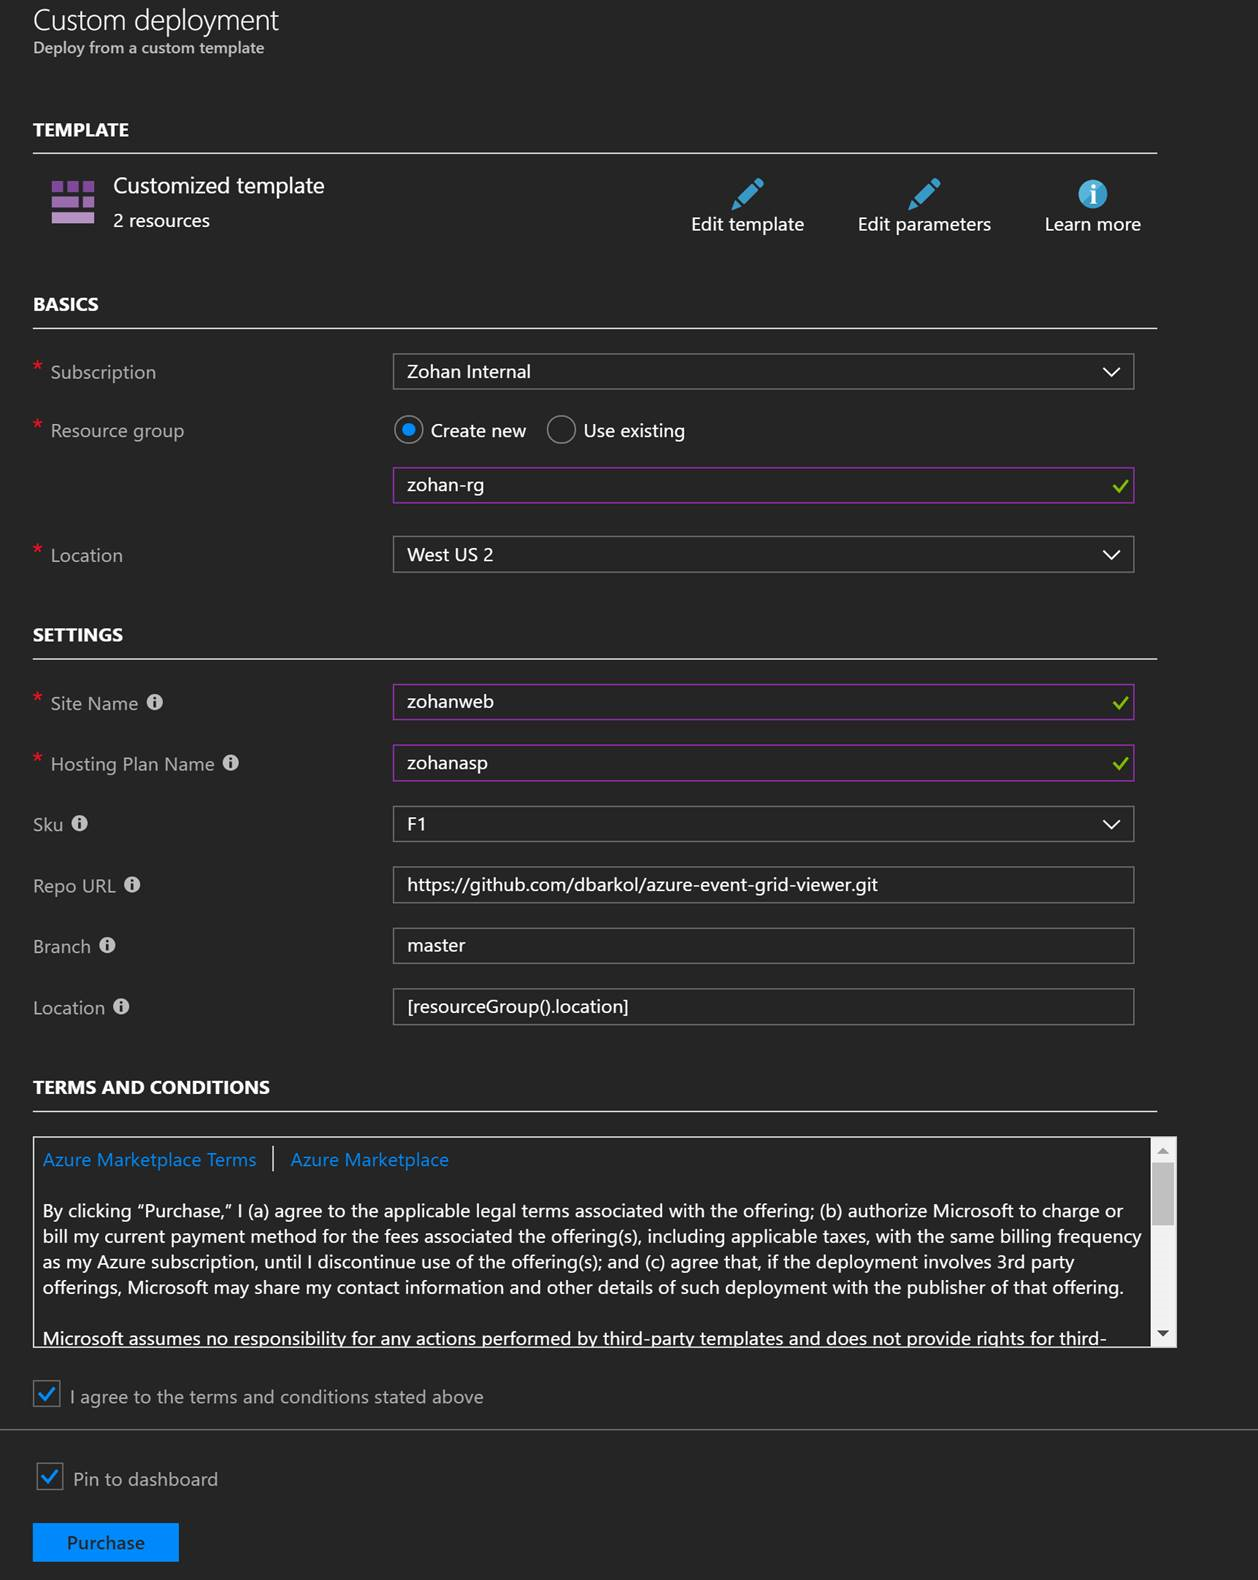 Custom deployment
Deploy from a custom template
TEMPLATE
Customized template
2 resources
Edit template
Edit parameters
Learn more
BASICS
* Subscription
Zohan Internal
* Resource group
Create new
Use existing
zohan-rg
* Location
West US 2
SETTINGS
* Site Name
zohanweb
* Hosting Plan Name
zohanasp
Sku
F1
Repo URL
https://github.com/dbarkol/azure-event-grid-viewer.git
Branch
master
Location
[resourceGroup().location]
TERMS AND CONDITIONS
Azure Marketplace Terms | Azure Marketplace
By clicking “Purchase,” I (a) agree to the applicable legal terms associated with the offering; (b) authorize Microsoft to charge or
bill my current payment method for the fees associated the offering(s), including applicable taxes, with the same billing frequency
as my Azure subscription, until I discontinue use of the offering(s); and (c) agree that, if the deployment involves 3rd party
offerings, Microsoft may share my contact information and other details of such deployment with the publisher of that offering.
Microsoft assumes no responsibility for any actions performed by third-party templates and does not provide rights for third-
I agree to the terms and conditions stated above
Pin to dashboard
Purchase